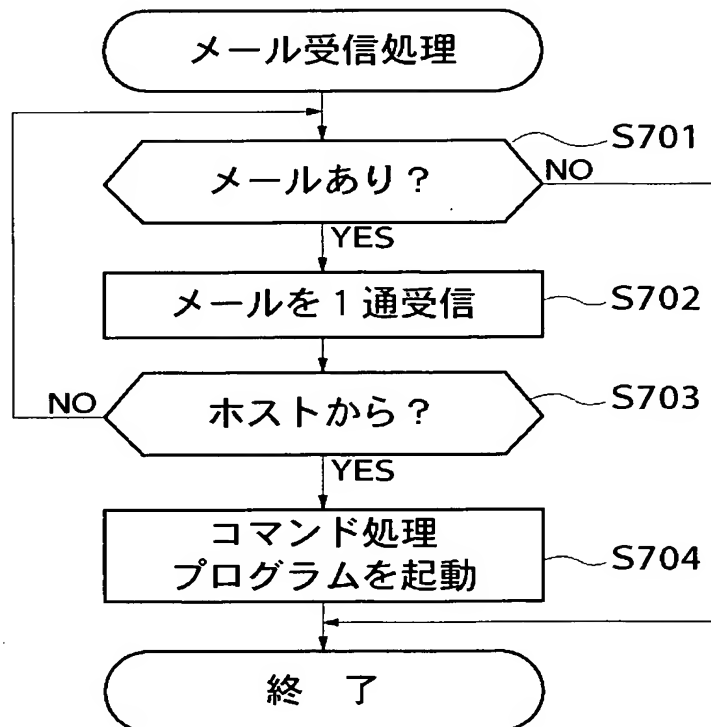 メール受信処理
S701
メールあり？
NO
YES
メールを1通受信
S702
ホストから？
S703
NO
YES
コマンド処理
プログラムを起動
S704
終 了